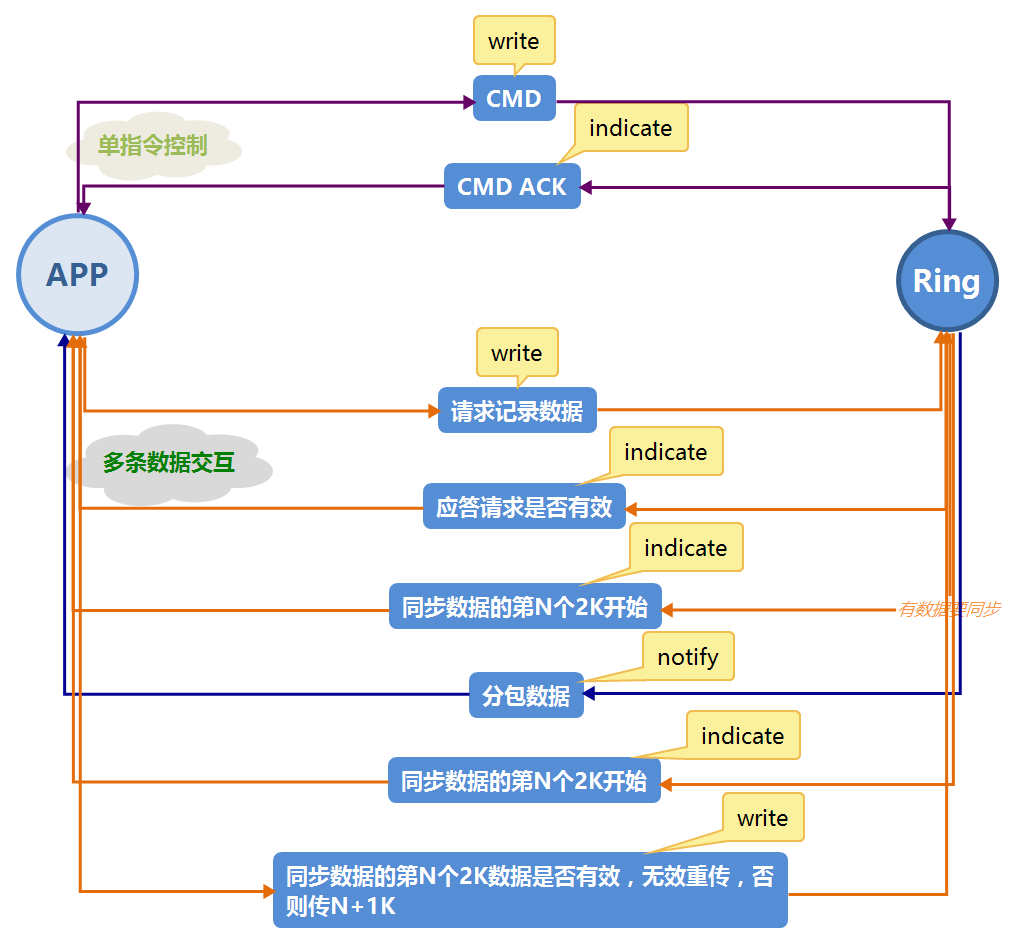 write
CMD
indicate
单指令控制
CMD ACK
APP
Ring
write
请求记录数据
indicate
多条数据交互
应答请求是否有效
indicate
同步数据的第N个2K开始
有数据要同步
notify
分包数据
indicate
同步数据的第N个2K开始
write
同步数据的第N个2K数据是否有效，无效重传，否
则传N+1K